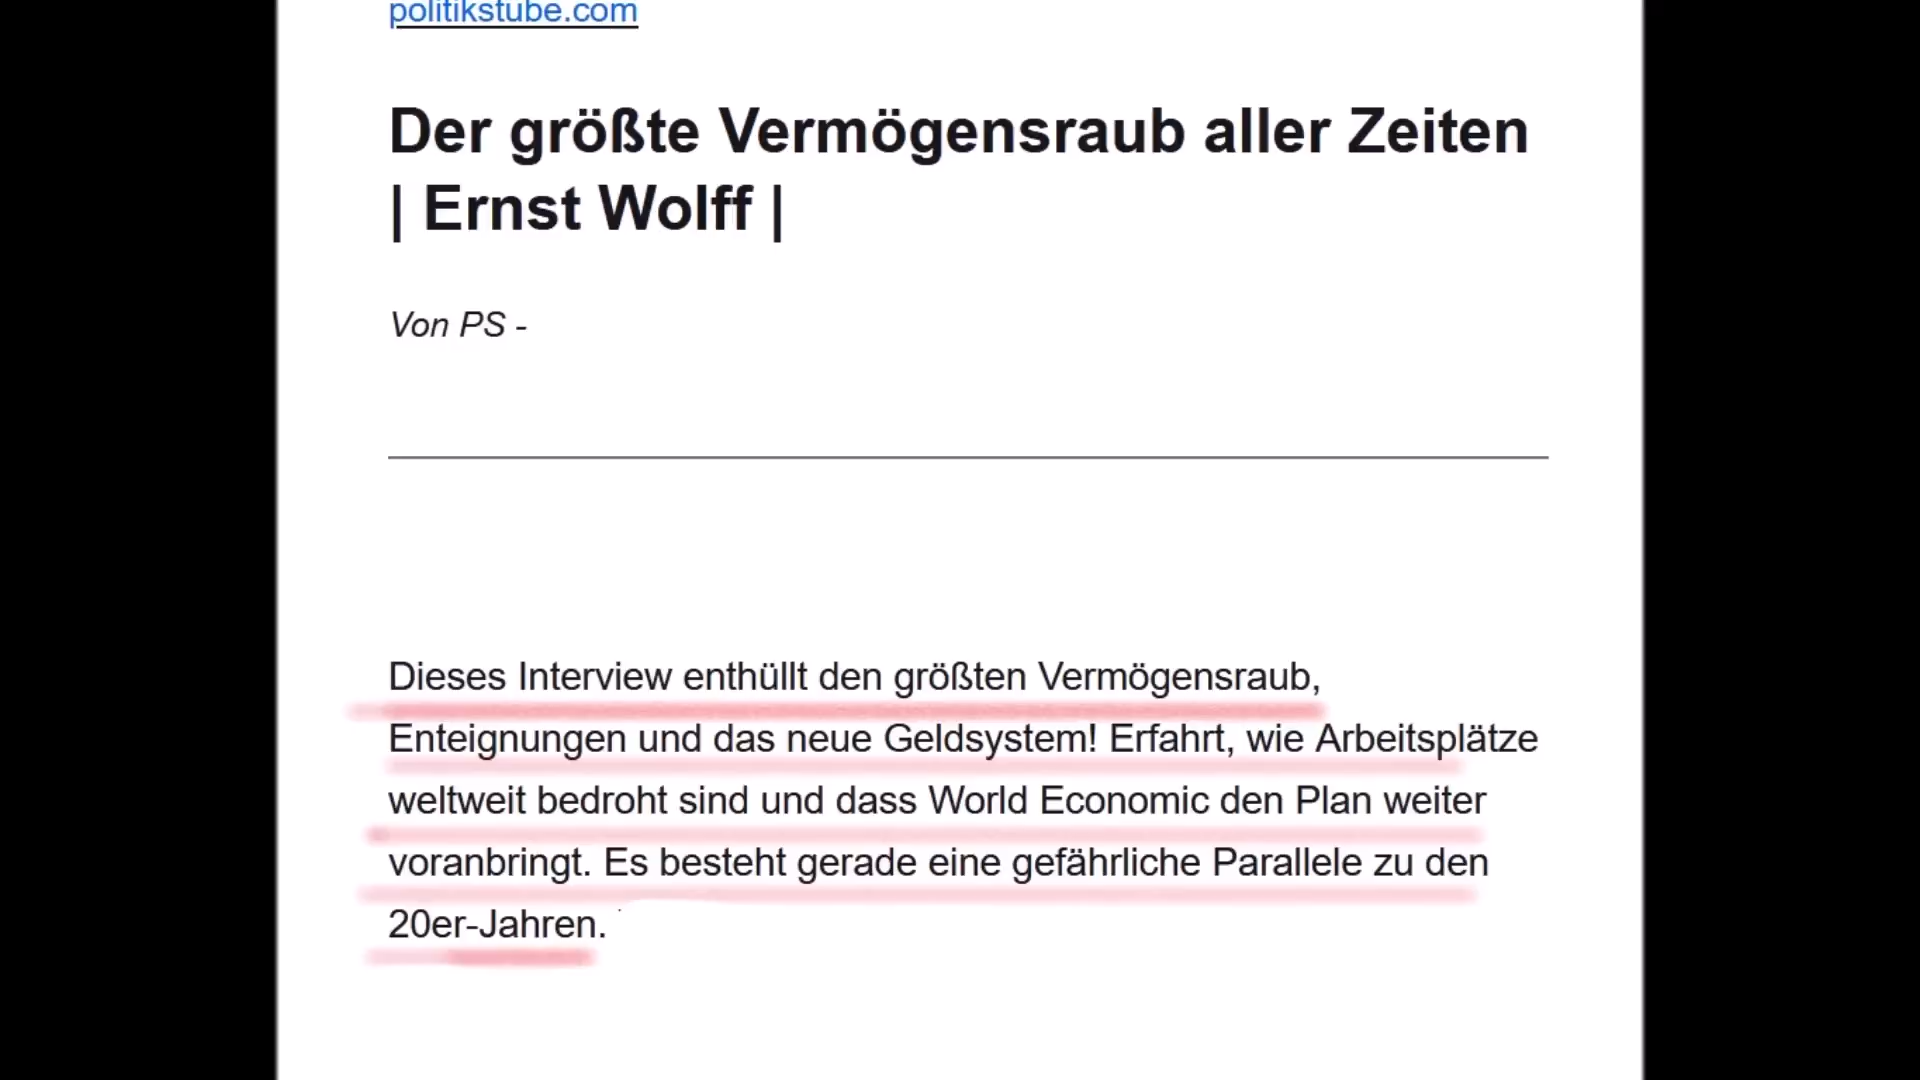 politikstube.com
Der größte Vermögensraub aller Zeiten
| Ernst Wolff |
Von PS -
Dieses Interview enthüllt den größten Vermögensraub,
Enteignungen und das neue Geldsystem! Erfahrt, wie Arbeitsplätze
weltweit bedroht sind und dass World Economic den Plan weiter
voranbringt. Es besteht gerade eine gefährliche Parallele zu den
20er-Jahren.